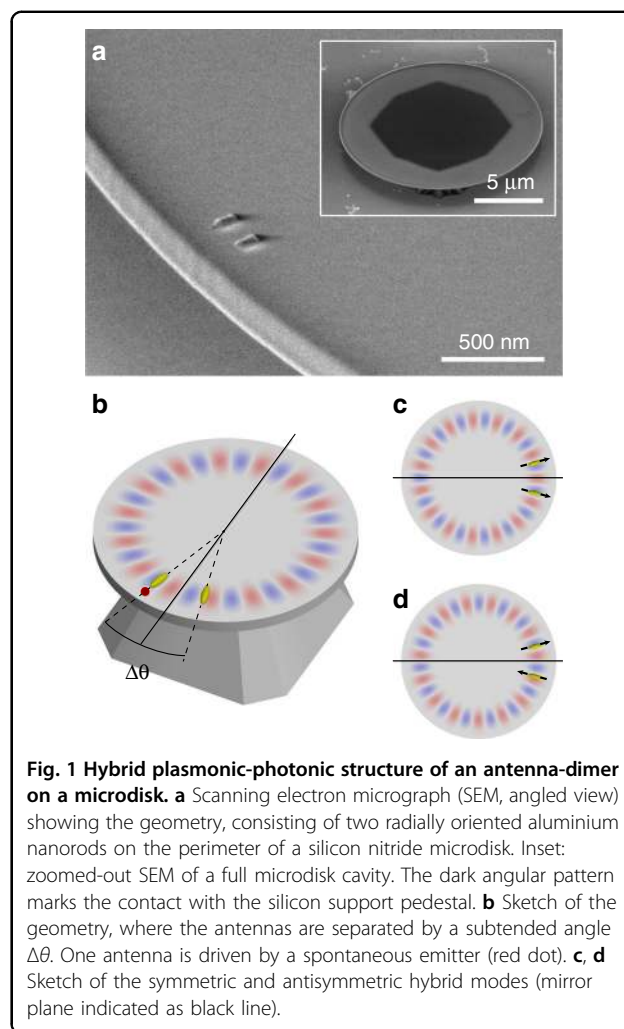 a
5 μm
500 nm
b
c
Δθ
d
Fig. 1 Hybrid plasmonic-photonic structure of an antenna-dimer
on a microdisk. a Scanning electron micrograph (SEM, angled view)
showing the geometry, consisting of two radially oriented aluminium
nanorods on the perimeter of a silicon nitride microdisk. Inset:
zoomed-out SEM of a full microdisk cavity. The dark angular pattern
marks the contact with the silicon support pedestal. b Sketch of the
geometry, where the antennas are separated by a subtended angle
Δθ. One antenna is driven by a spontaneous emitter (red dot). c, d
Sketch of the symmetric and antisymmetric hybrid modes (mirror
plane indicated as black line).